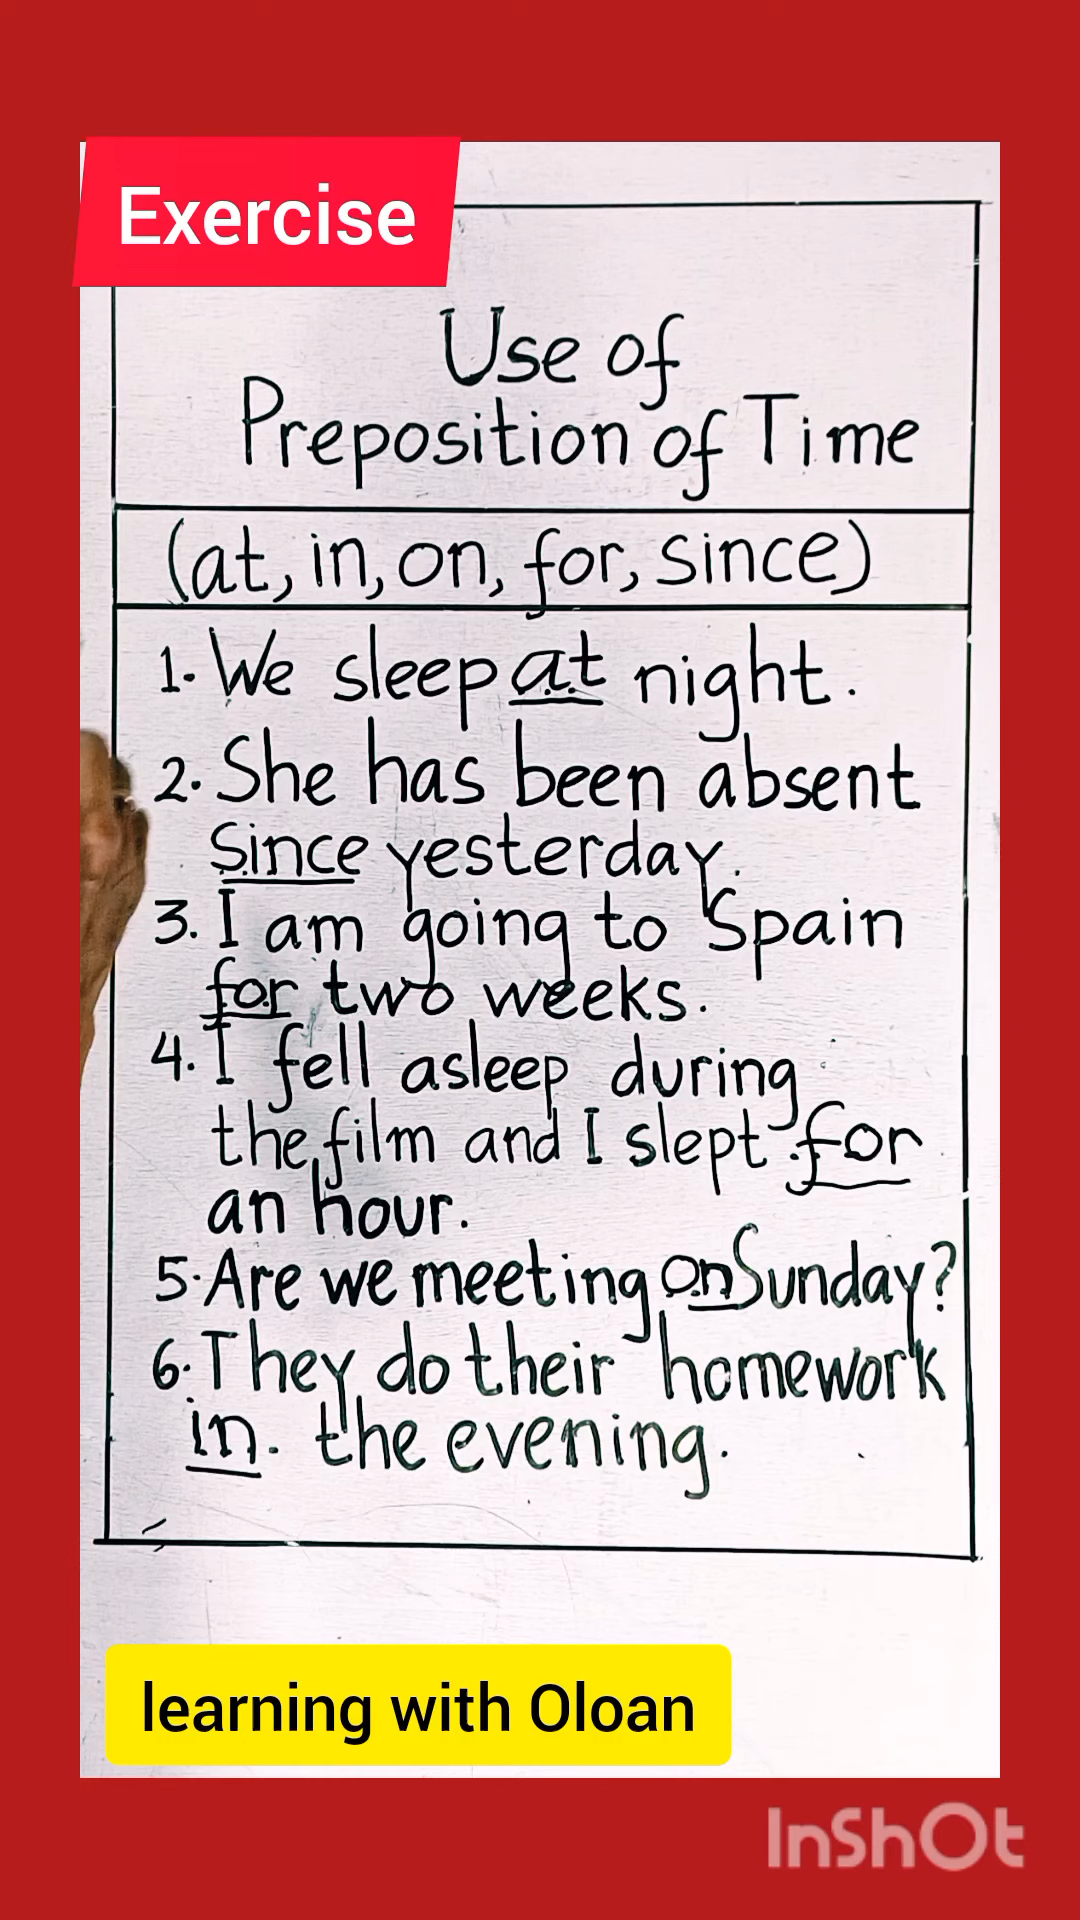 Exercise
Use of
Preposition of Time
(at, in, on, for, since)
1. We sleep at night.
2. She has been absent
since yesterday.
3. I am going to Spain
for two weeks.
4. I fell asleep during
the film and I slept for
an hour.
5. Are we meeting on Sunday?
6. They do their homework
in the evening.
learning with Oloan
InShOt